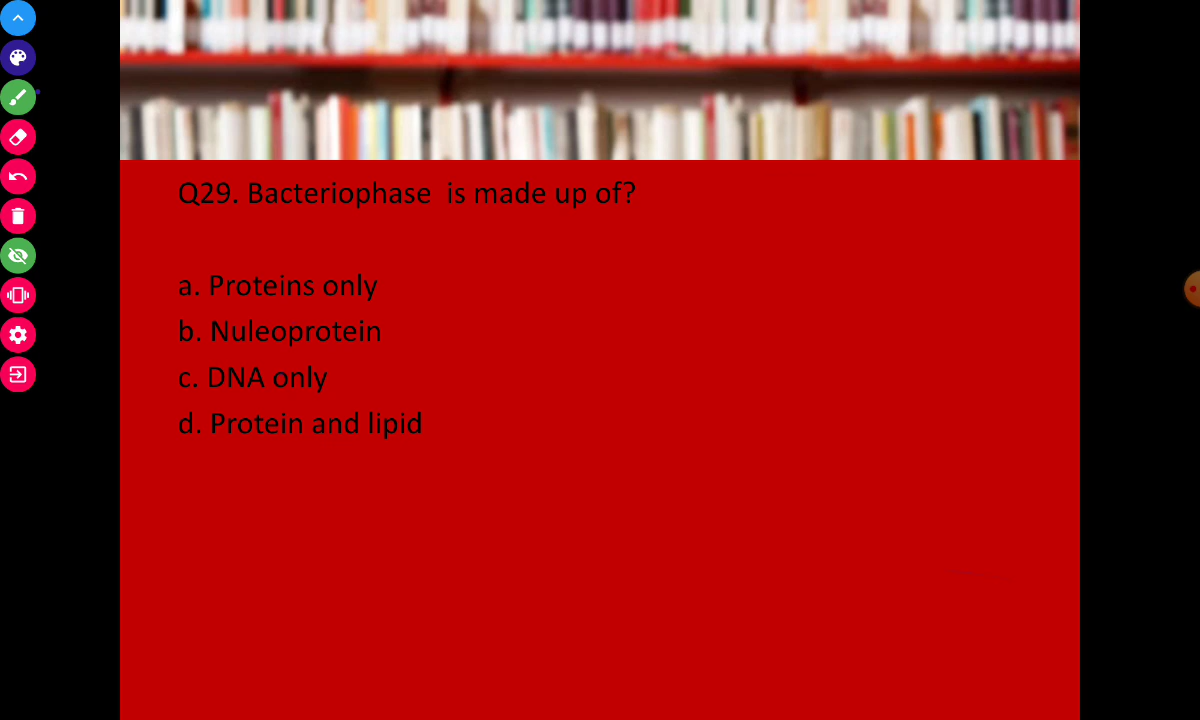 Q29. Bacteriophase is made up of?
a. Proteins only
b. Nuleoprotein
c. DNA only
d. Protein and lipid